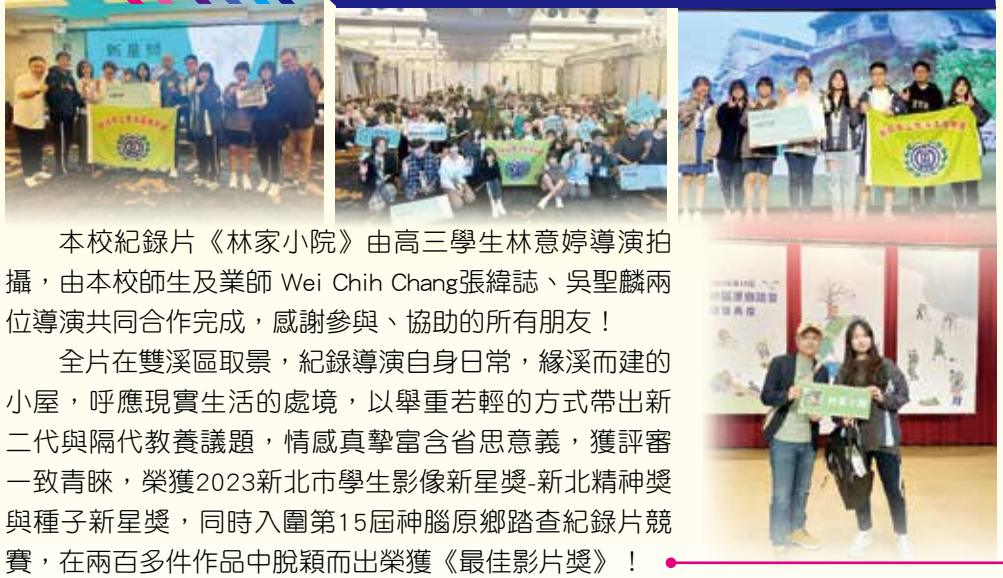 新星獎
本校紀錄片《林家小院》由高三學生林意婷導演拍
攝，由本校師生及業師 Wei Chih Chang張緯誌、吳聖麟兩
位導演共同合作完成，感謝參與、協助的所有朋友！
全片在雙溪區取景，紀錄導演自身日常，緣溪而建的
小屋，呼應現實生活的處境，以舉重若輕的方式帶出新
二代與隔代教養議題，情感真摯富含省思意義，獲評審
一致青睞，榮獲2023新北市學生影像新星獎-新北精神獎
與種子新星獎，同時入圍第15屆神腦原鄉踏查紀錄片競
賽，在兩百多件作品中脫穎而出榮獲《最佳影片獎》！